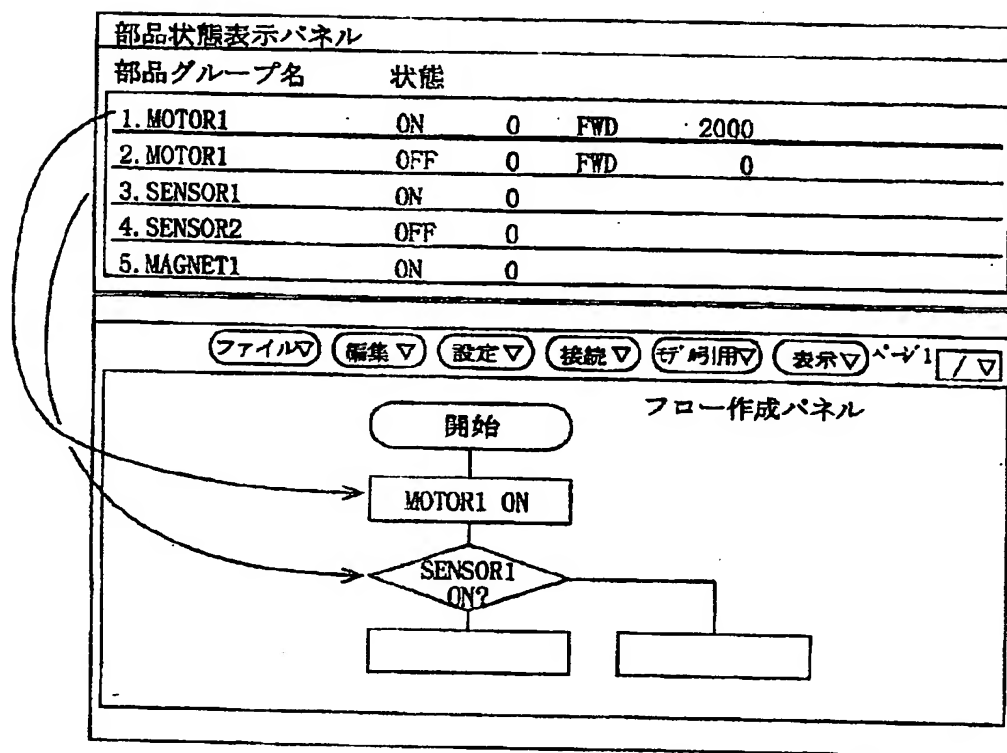 部品状態表示パネル
部品グループ名 状態
1. MOTOR1 ON 0 FWD 2000
2. MOTOR1 OFF 0 FWD 0
3. SENSOR1 ON 0
4. SENSOR2 OFF 0
5. MAGNET1 ON 0
ファイル▽ 編集▽ 設定▽ 接続▽ モデル引用▽ 表示▽ ページ1 / ▽
フロー作成パネル
開始
MOTOR1 ON
SENSOR1
ON?